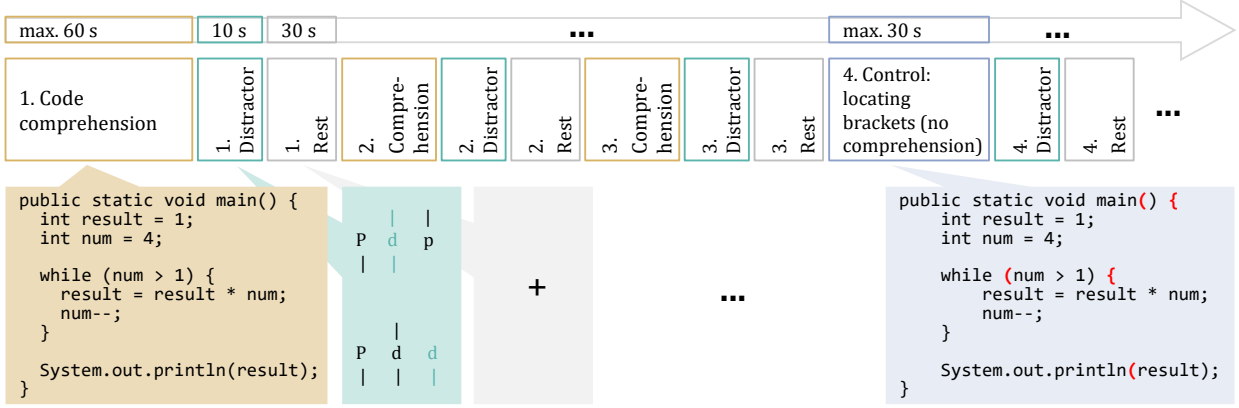 max. 60 s
10 s
30 s
...
max. 30 s
...
1. Code
comprehension
1.
Distractor
1.
Rest
2.
Compre-
hension
2.
Distractor
2.
Rest
3.
Compre-
hension
3.
Distractor
3.
Rest
4. Control:
locating
brackets (no
comprehension)
4.
Distractor
4.
Rest
...
public static void main() {
  int result = 1;
  int num = 4;

  while (num > 1) {
    result = result * num;
    num--;
  }

  System.out.println(result);
}
| |
P d p
| |
|
P d d
| | |
+
...
public static void main() {
    int result = 1;
    int num = 4;

    while (num > 1) {
        result = result * num;
        num--;
    }

    System.out.println(result);
}